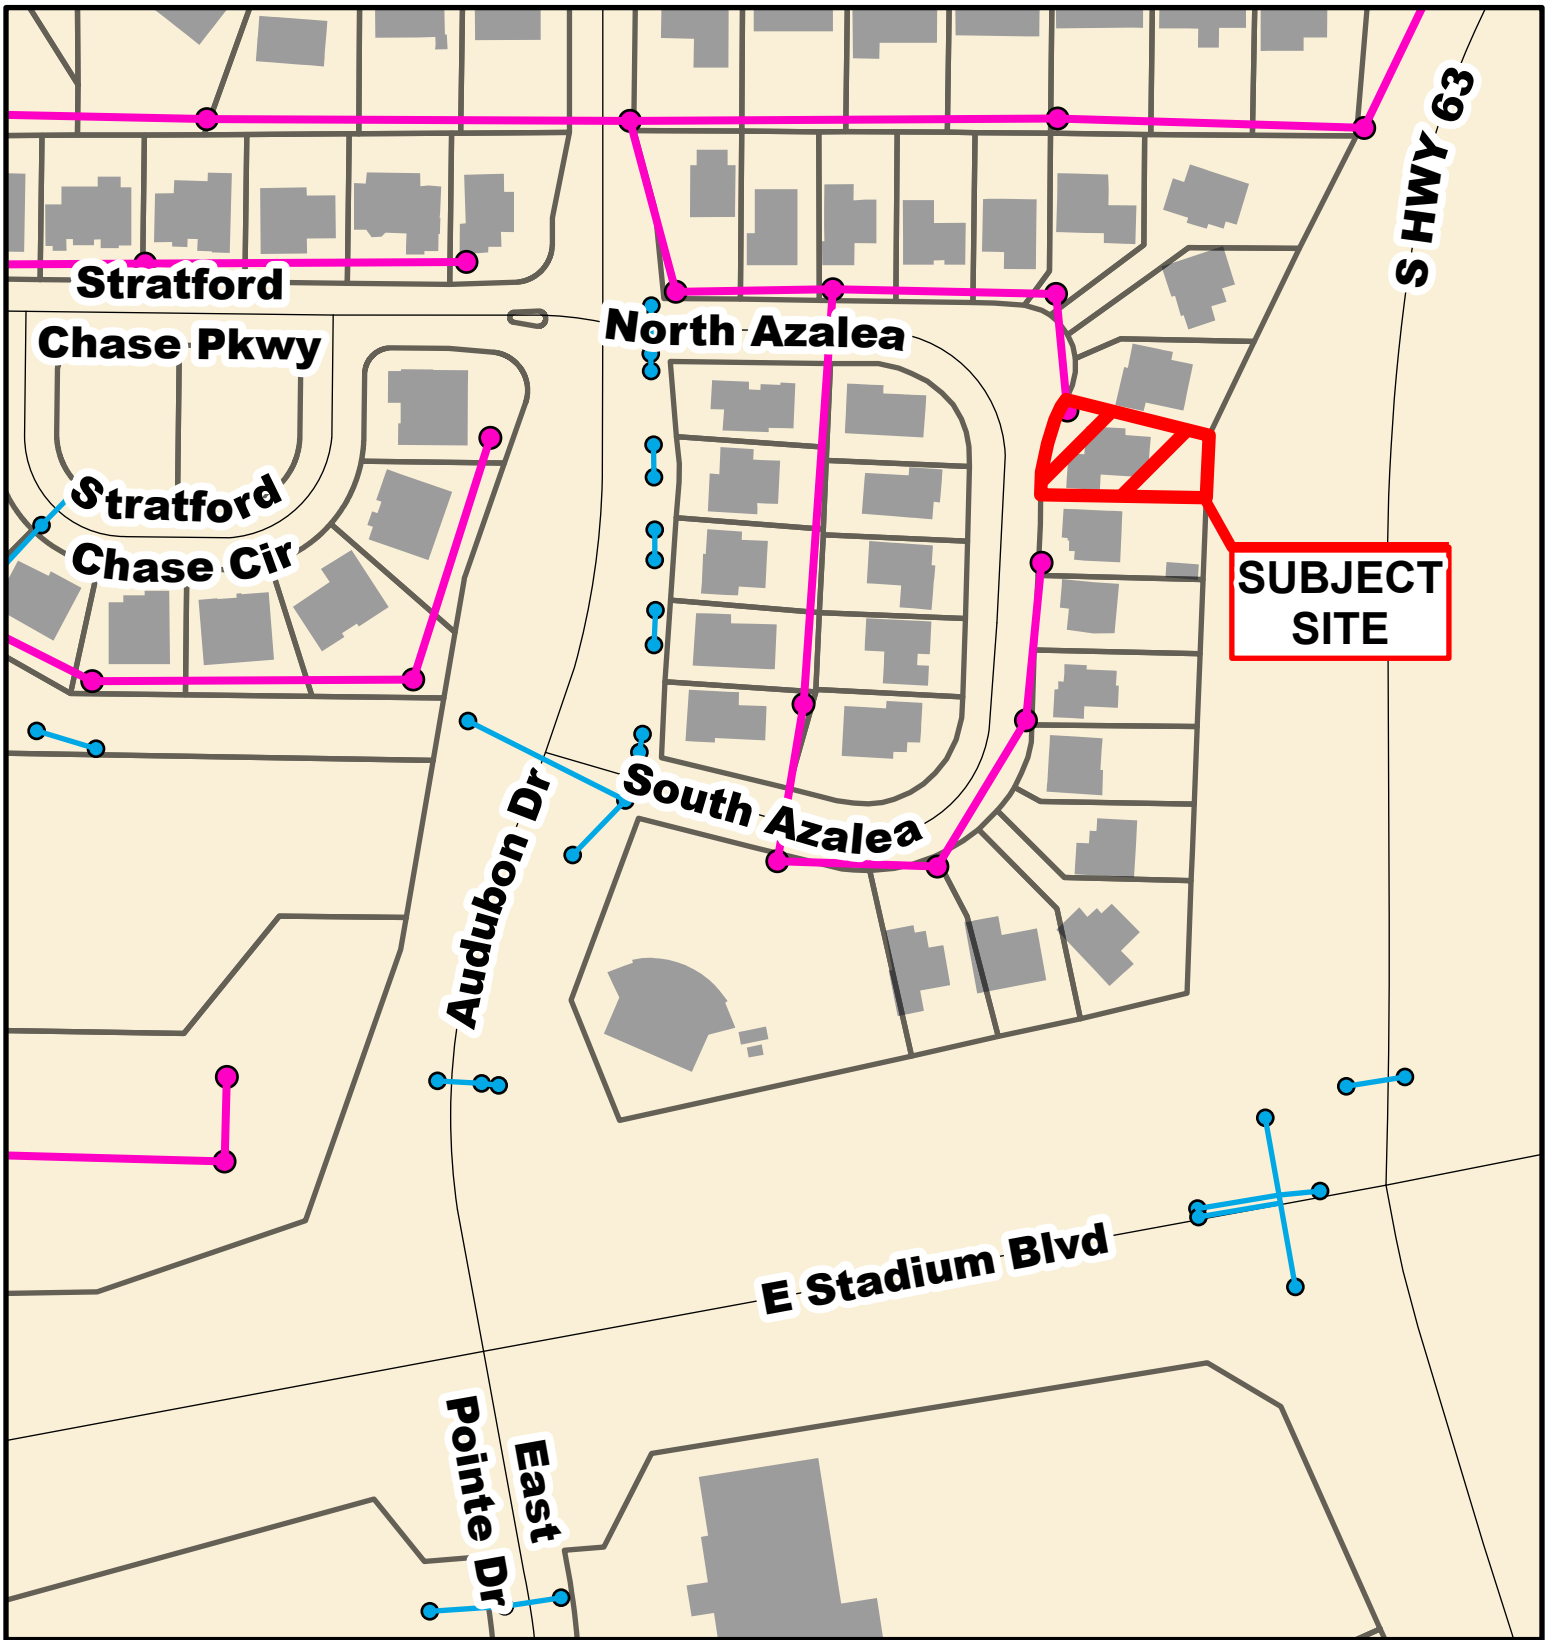 S HWY 63
Stratford
Chase Pkwy
North Azalea
Stratford
Chase Cir
SUBJECT
SITE
South Azalea
Audubon Dr
E Stadium Blvd
East
Pointe Dr